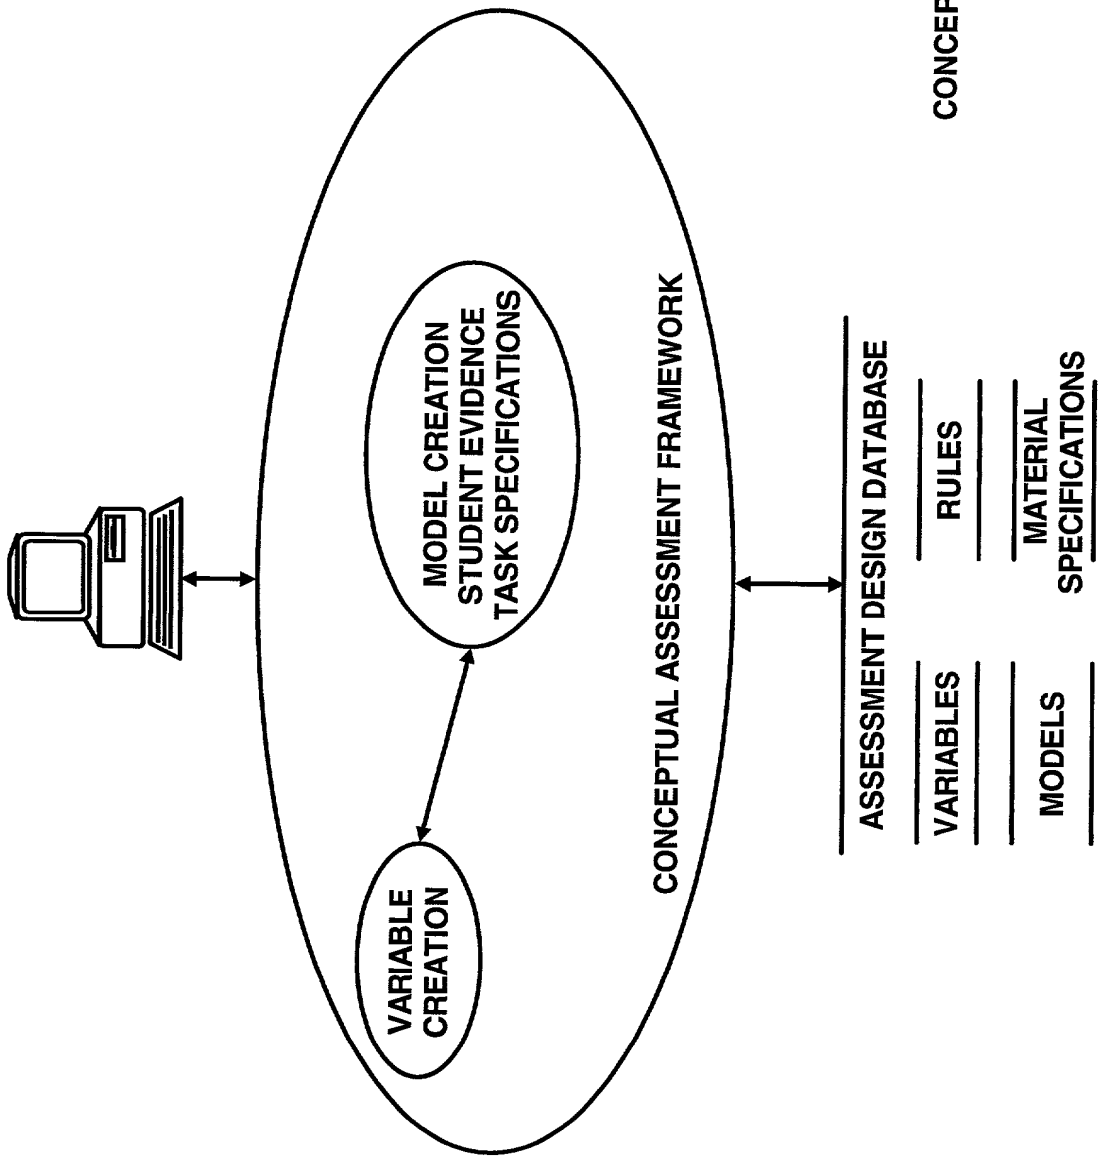 VARIABLE
CREATION
MODEL CREATION
STUDENT EVIDENCE
TASK SPECIFICATIONS
CONCEPTUAL ASSESSMENT FRAMEWORK
ASSESSMENT DESIGN DATABASE
VARIABLES
RULES
MODELS
MATERIAL
SPECIFICATIONS